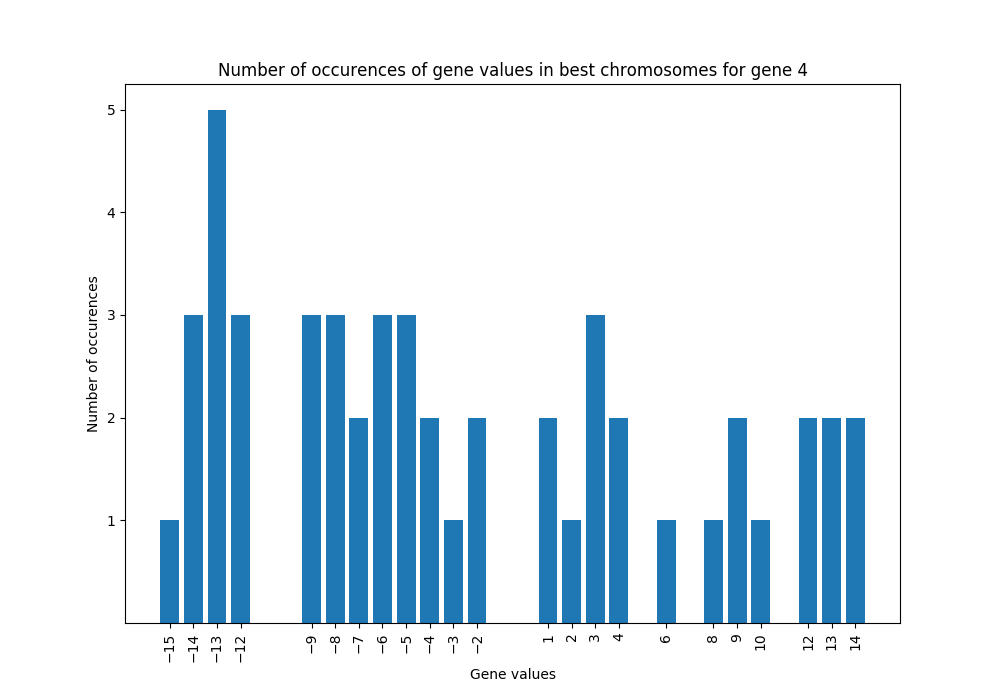 Number of occurences of gene values in best chromosomes for gene 4
Number of occurences
5
4
3
2
1
−15 −14 −13 −12 −9 −8 −7 −6 −5 −4 −3 −2 1 2 3 4 6 8 9 10 12 13 14
Gene values